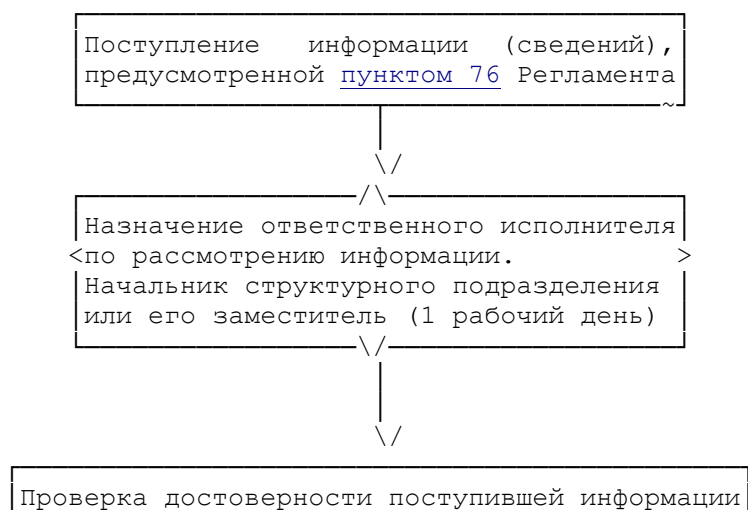 Поступление информации (сведений),
предусмотренной пунктом 76 Регламента
Назначение ответственного исполнителя
по рассмотрению информации.
Начальник структурного подразделения
или его заместитель (1 рабочий день)
Проверка достоверности поступившей информации